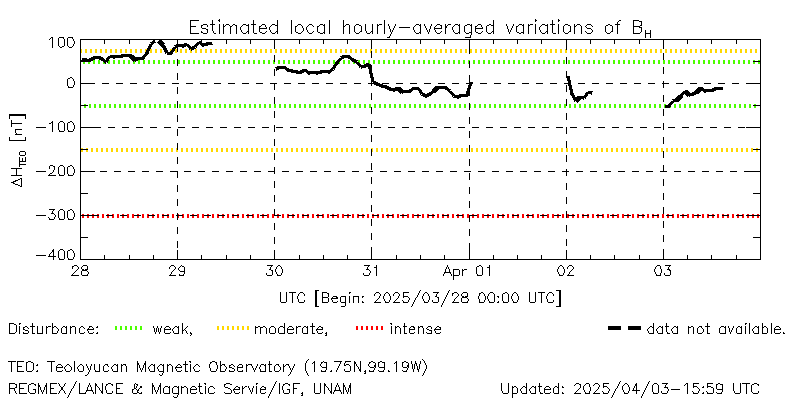 Estimated local hourly-averaged variations of B_H
100
0
-100
-200
-300
-400
ΔH_TEO [nT]
28 29 30 31 Apr 01 02 03
UTC [Begin: 2025/03/28 00:00 UTC]
Disturbance: weak, moderate, intense data not available.
TEO: Teoloyucan Magnetic Observatory (19.75N,99.19W)
REGMEX/LANCE & Magnetic Servie/IGF, UNAM Updated: 2025/04/03-15:59 UTC